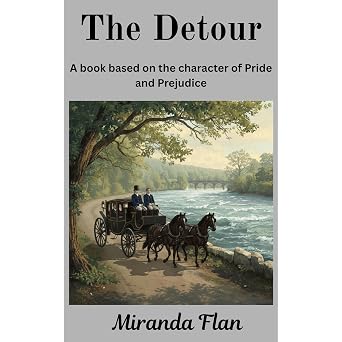 The Detour
A book based on the character of Pride
and Prejudice
Miranda Flan